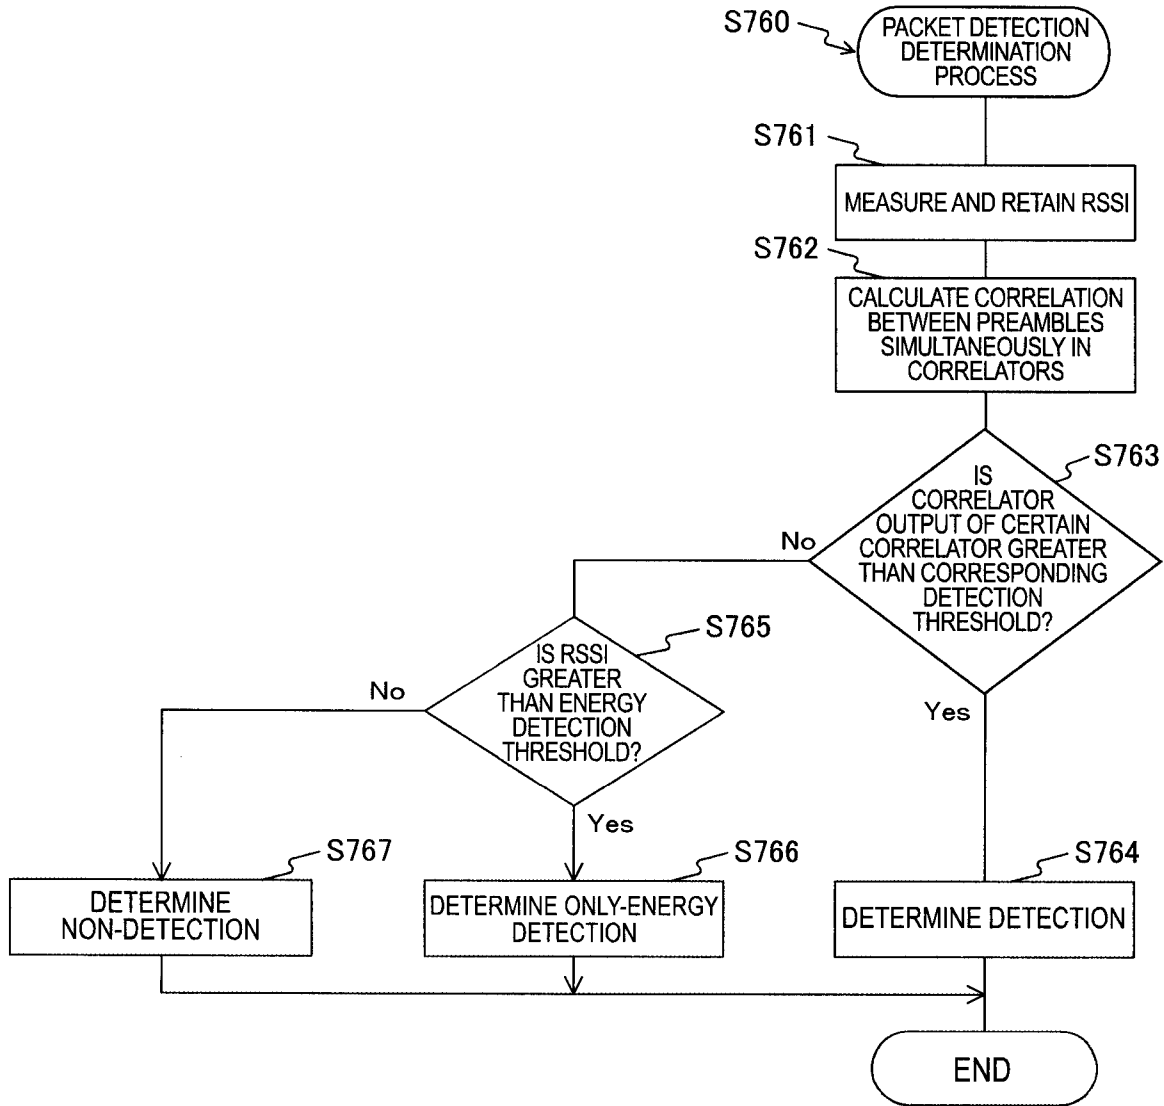 S760
PACKET DETECTION
DETERMINATION
PROCESS
S761
MEASURE AND RETAIN RSSI
S762
CALCULATE CORRELATION
BETWEEN PREAMBLES
SIMULTANEOUSLY IN
CORRELATORS
S763
IS
CORRELATOR
OUTPUT OF CERTAIN
CORRELATOR GREATER
THAN CORRESPONDING
DETECTION
THRESHOLD?
No
Yes
S765
IS RSSI
GREATER
THAN ENERGY
DETECTION
THRESHOLD?
No
Yes
S767
DETERMINE
NON-DETECTION
S766
DETERMINE ONLY-ENERGY
DETECTION
S764
DETERMINE DETECTION
END